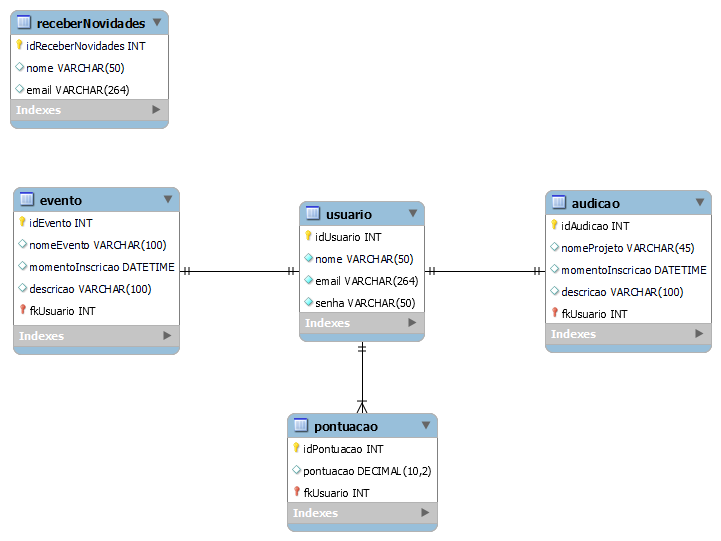 receberNovidades
idReceberNovidades INT
nome VARCHAR(50)
email VARCHAR(264)
Indexes
evento
idEvento INT
nomeEvento VARCHAR(100)
momentoInscricao DATETIME
descricao VARCHAR(100)
fkUsuario INT
Indexes
usuario
idUsuario INT
nome VARCHAR(50)
email VARCHAR(264)
senha VARCHAR(50)
Indexes
audicao
idAudicao INT
nomeProjeto VARCHAR(45)
momentoInscricao DATETIME
descricao VARCHAR(100)
fkUsuario INT
Indexes
pontuacao
idPontuacao INT
pontuacao DECIMAL(10,2)
fkUsuario INT
Indexes